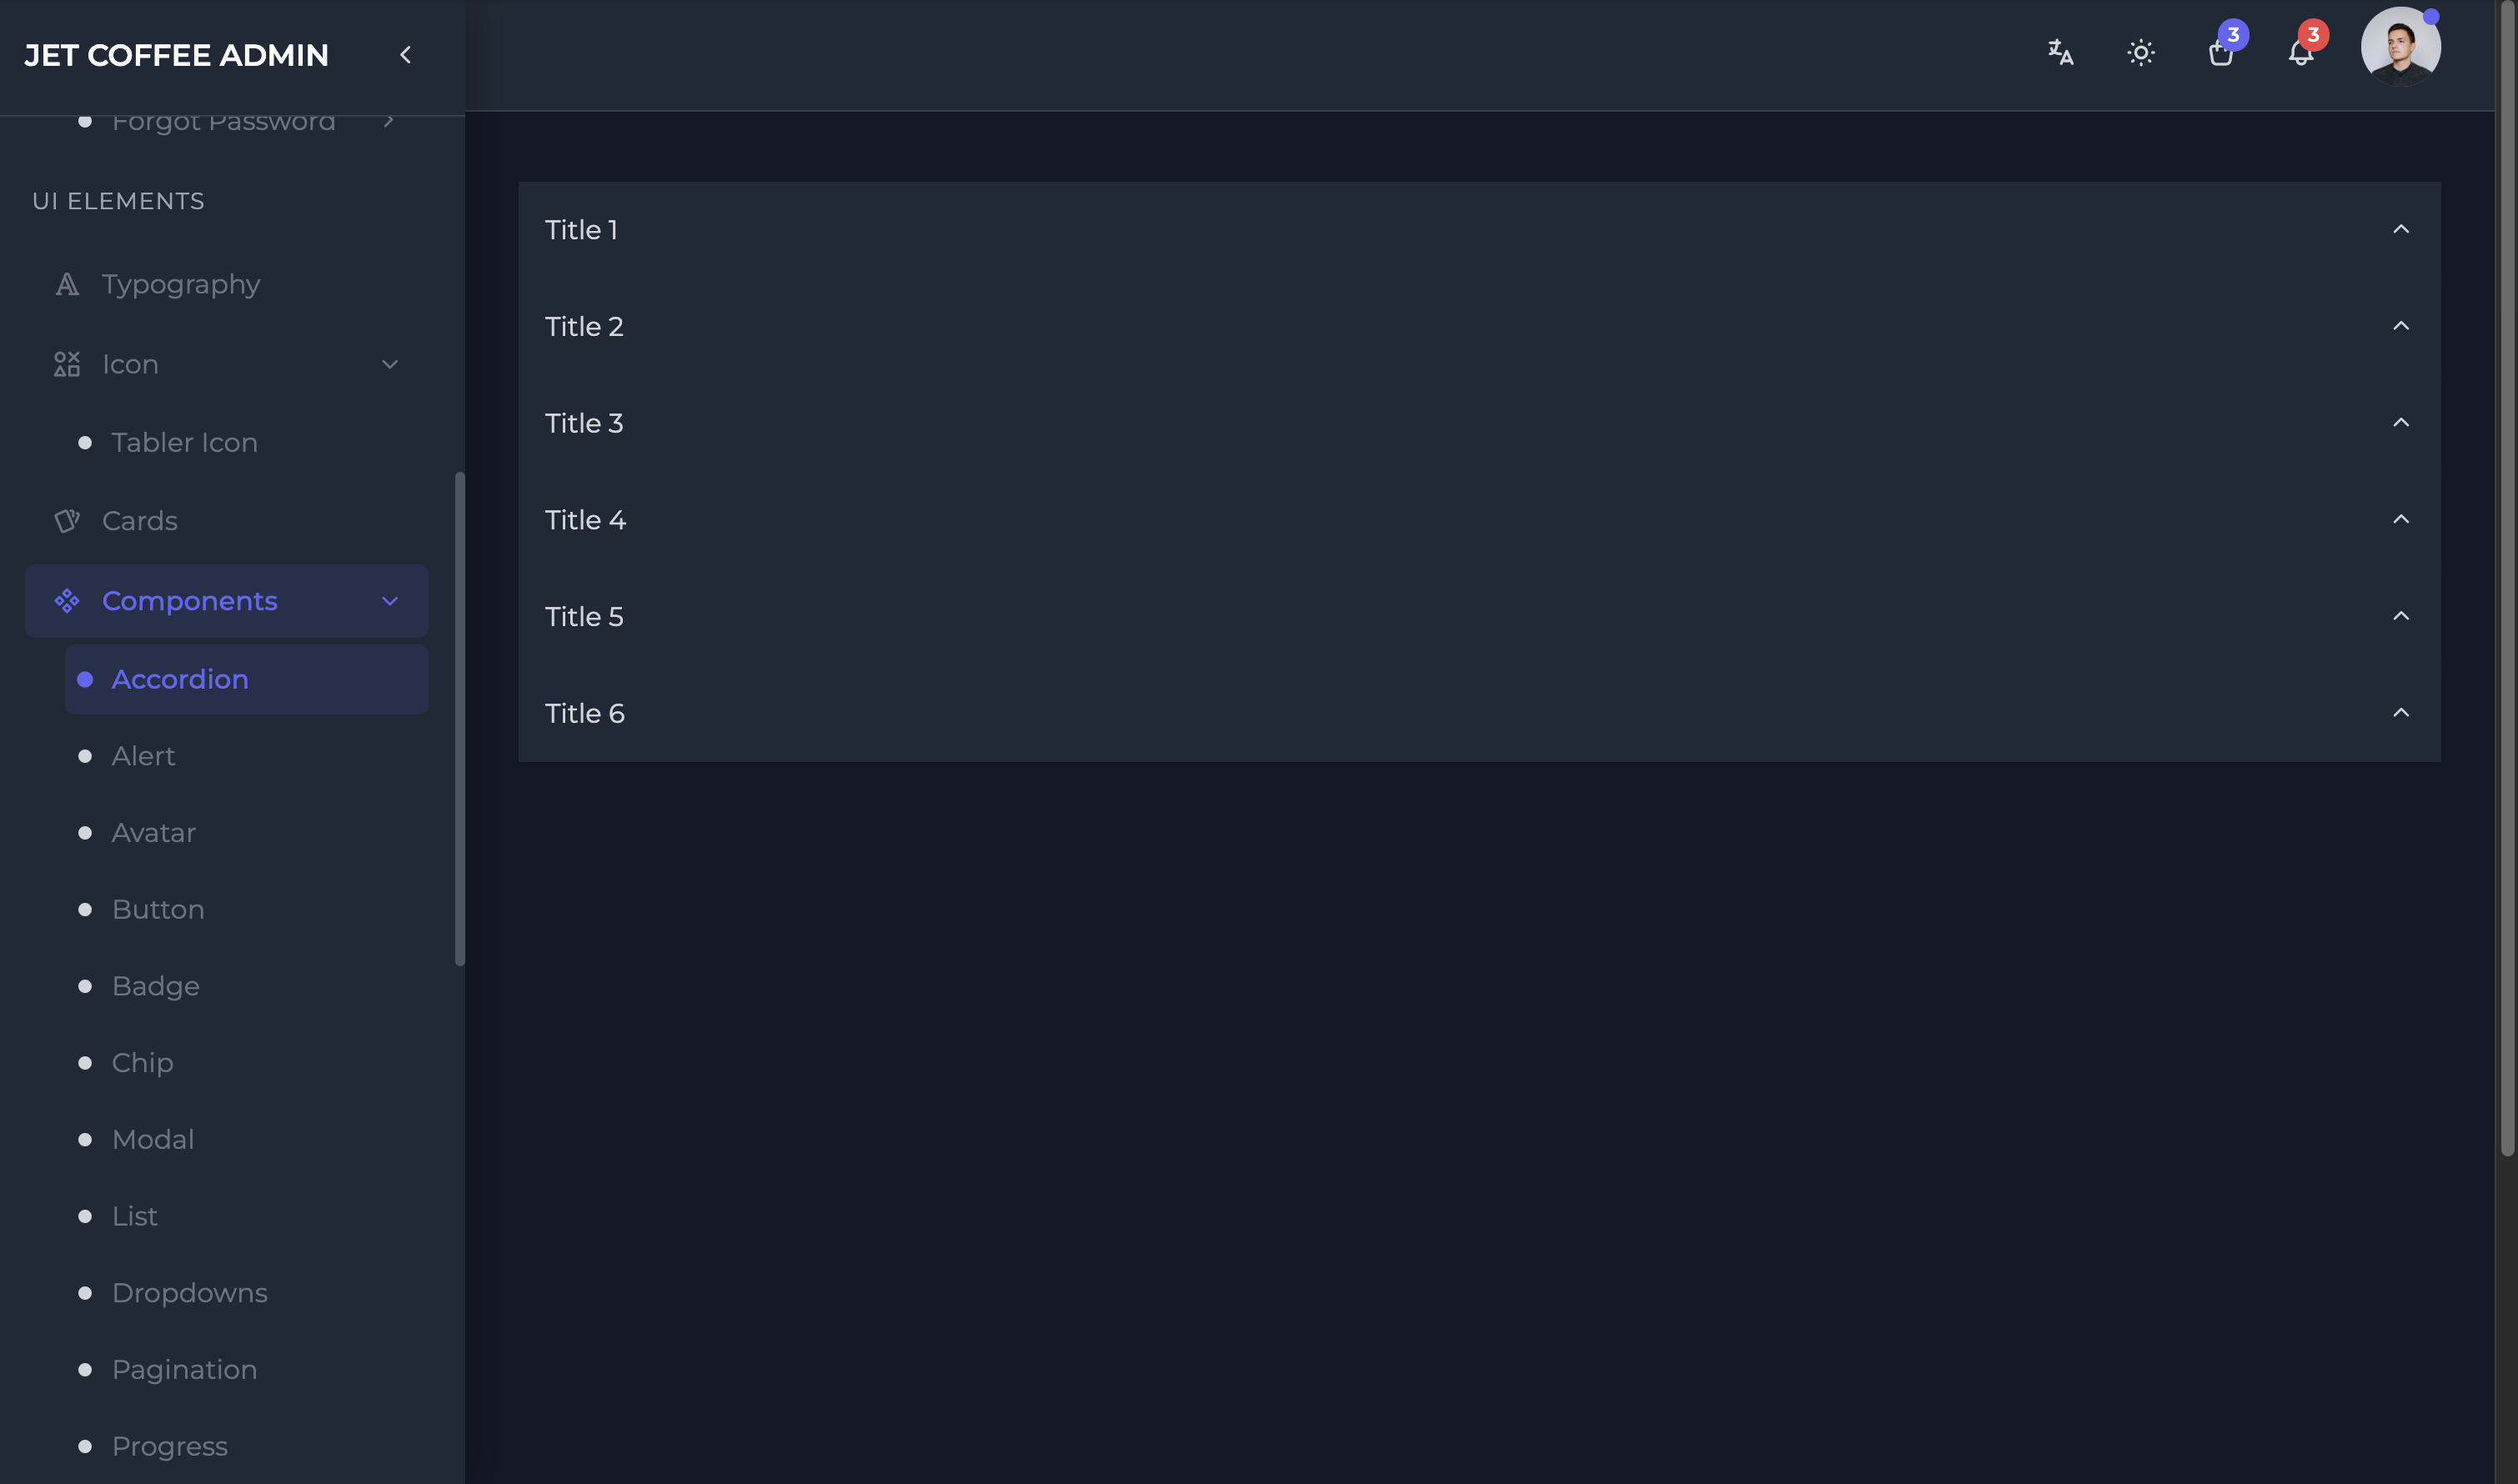 JET COFFEE ADMIN
3
3
Forgot Password
UI ELEMENTS
Typography
Icon
Tabler Icon
Cards
Components
Accordion
Alert
Avatar
Button
Badge
Chip
Modal
List
Dropdowns
Pagination
Progress
Title 1
Title 2
Title 3
Title 4
Title 5
Title 6